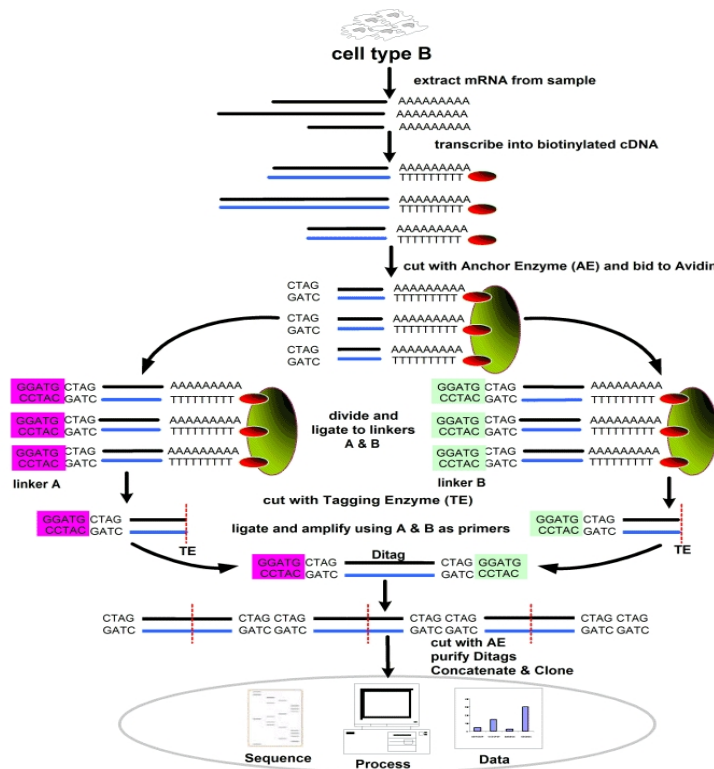 cell type B
extract mRNA from sample
AAAAAAAAA
AAAAAAAAA
AAAAAAAAA
transcribe into biotinylated cDNA
AAAAAAAAA
TTTTTTTTT
AAAAAAAAA
TTTTTTTTT
AAAAAAAAA
TTTTTTTTT
cut with Anchor Enzyme (AE) and bid to Avidin
CTAG AAAAAAAAA
GATC TTTTTTTTT
CTAG AAAAAAAAA
GATC TTTTTTTTT
CTAG AAAAAAAAA
GATC TTTTTTTTT
GGATG CTAG AAAAAAAAA
CCTAC GATC TTTTTTTTT
GGATG CTAG AAAAAAAAA
CCTAC GATC TTTTTTTTT
GGATG CTAG AAAAAAAAA
CCTAC GATC TTTTTTTTT
linker A
divide and
ligate to linkers
A & B
GGATG CTAG AAAAAAAAA
CCTAC GATC TTTTTTTTT
GGATG CTAG AAAAAAAAA
CCTAC GATC TTTTTTTTT
GGATG CTAG AAAAAAAAA
CCTAC GATC TTTTTTTTT
linker B
cut with Tagging Enzyme (TE)
GGATG CTAG
CCTAC GATC
TE
ligate and amplify using A & B as primers
GGATG CTAG
CCTAC GATC
TE
Ditag
GGATG CTAG CTAG GGATG
CCTAC GATC GATC CCTAC
CTAG CTAG CTAG CTAG CTAG CTAG CTAG
GATC GATC GATC GATC GATC GATC GATC
cut with AE
purify Ditags
Concatenate & Clone
Sequence
Process
Data